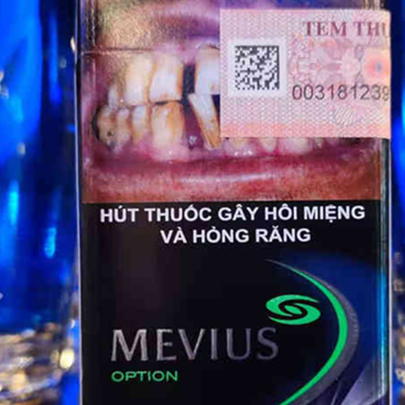 TEM THU
003181239
HÚT THUỐC GÂY HÔI MIỆNG
VÀ HỎNG RĂNG
MEVIUS
OPTION